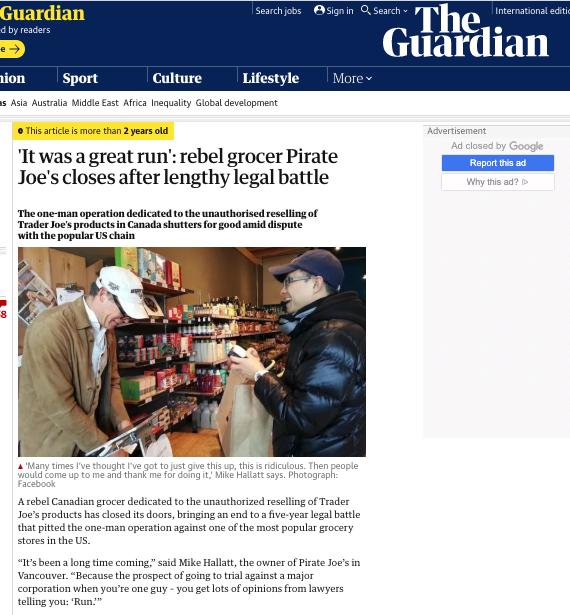 Guardian
ed by readers
e →
Search jobs
Sign in
Search
International editio
The
Guardian
nion
Sport
Culture
Lifestyle
More
as Asia Australia Middle East Africa Inequality Global development
This article is more than 2 years old
'It was a great run': rebel grocer Pirate
Joe's closes after lengthy legal battle
The one-man operation dedicated to the unauthorised reselling of
Trader Joe's products in Canada shutters for good amid dispute
with the popular US chain
8
'Many times I've thought I've got to just give this up, this is ridiculous. Then people
would come up to me and thank me for doing it,' Mike Hallatt says. Photograph:
Facebook
A rebel Canadian grocer dedicated to the unauthorized reselling of Trader
Joe's products has closed its doors, bringing an end to a five-year legal battle
that pitted the one-man operation against one of the most popular grocery
stores in the US.
“It's been a long time coming,” said Mike Hallatt, the owner of Pirate Joe's in
Vancouver. “Because the prospect of going to trial against a major
corporation when you're one guy – you get lots of opinions from lawyers
telling you: ‘Run.’”
Advertisement
Ad closed by Google
Report this ad
Why this ad?